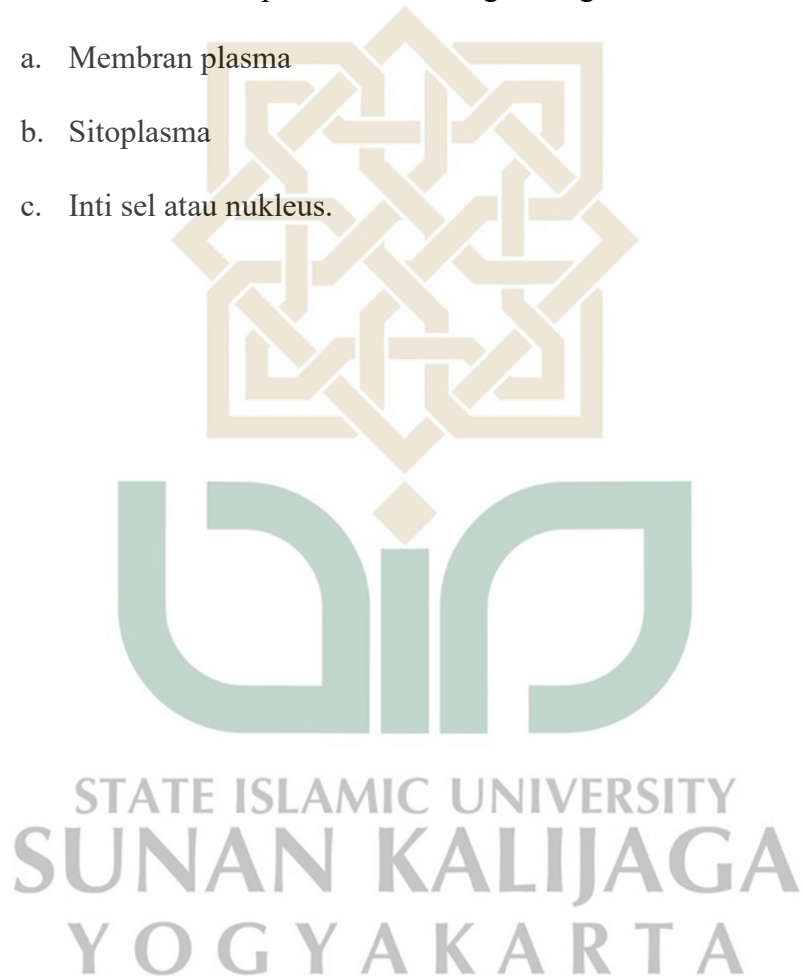 a. Membran plasma
b. Sitoplasma
c. Inti sel atau nukleus.
STATE ISLAMIC UNIVERSITY
SUNAN KALIJAGA
YOGYAKARTA